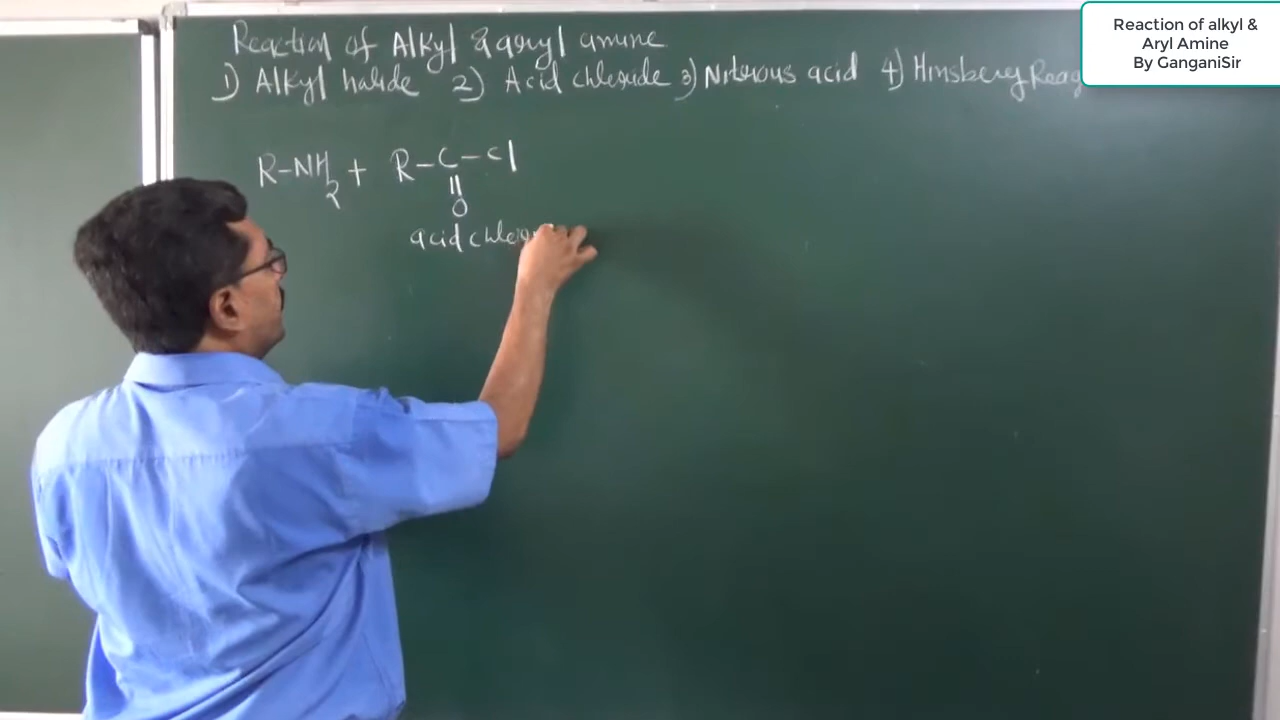 Reaction of Alkyl & aryl amine
1) Alkyl halide 2) Acid chloride 3) Nitrous acid 4) Hinsberg Reag
R-NH2 + R-C-Cl
||
O
acid chlor
Reaction of alkyl &
Aryl Amine
By GanganiSir